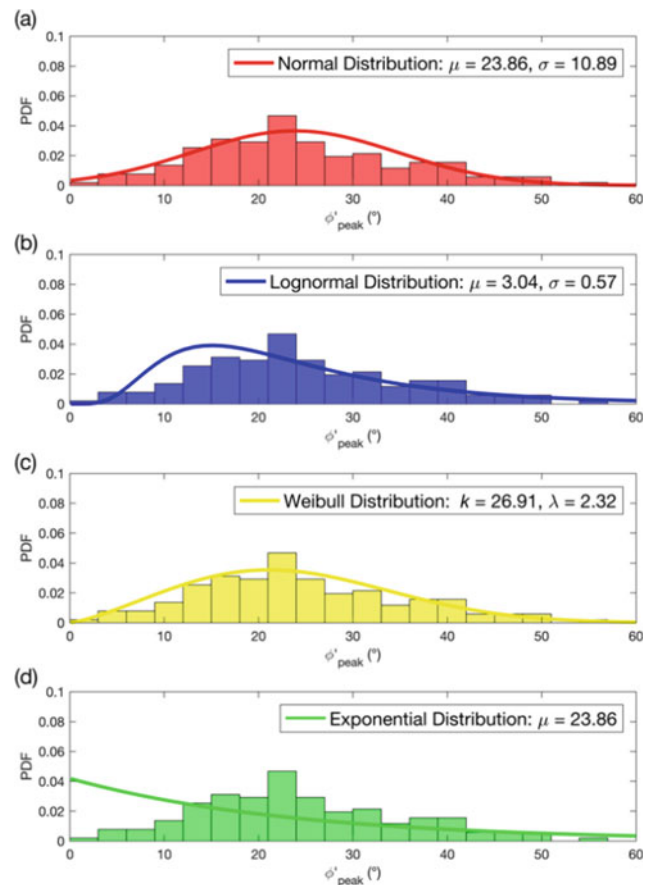 (a)
0.1
Normal Distribution: μ = 23.86, σ = 10.89
0.08
0.06
PDF
0.04
0.02
0
0 10 20 30 40 50 60
ϕ'peak (°)
(b)
0.1
Lognormal Distribution: μ = 3.04, σ = 0.57
0.08
0.06
PDF
0.04
0.02
0
0 10 20 30 40 50 60
ϕ'peak (°)
(c)
0.1
Weibull Distribution: k = 26.91, λ = 2.32
0.08
0.06
PDF
0.04
0.02
0
0 10 20 30 40 50 60
ϕ'peak (°)
(d)
0.1
Exponential Distribution: μ = 23.86
0.08
0.06
PDF
0.04
0.02
0
0 10 20 30 40 50 60
ϕ'peak (°)